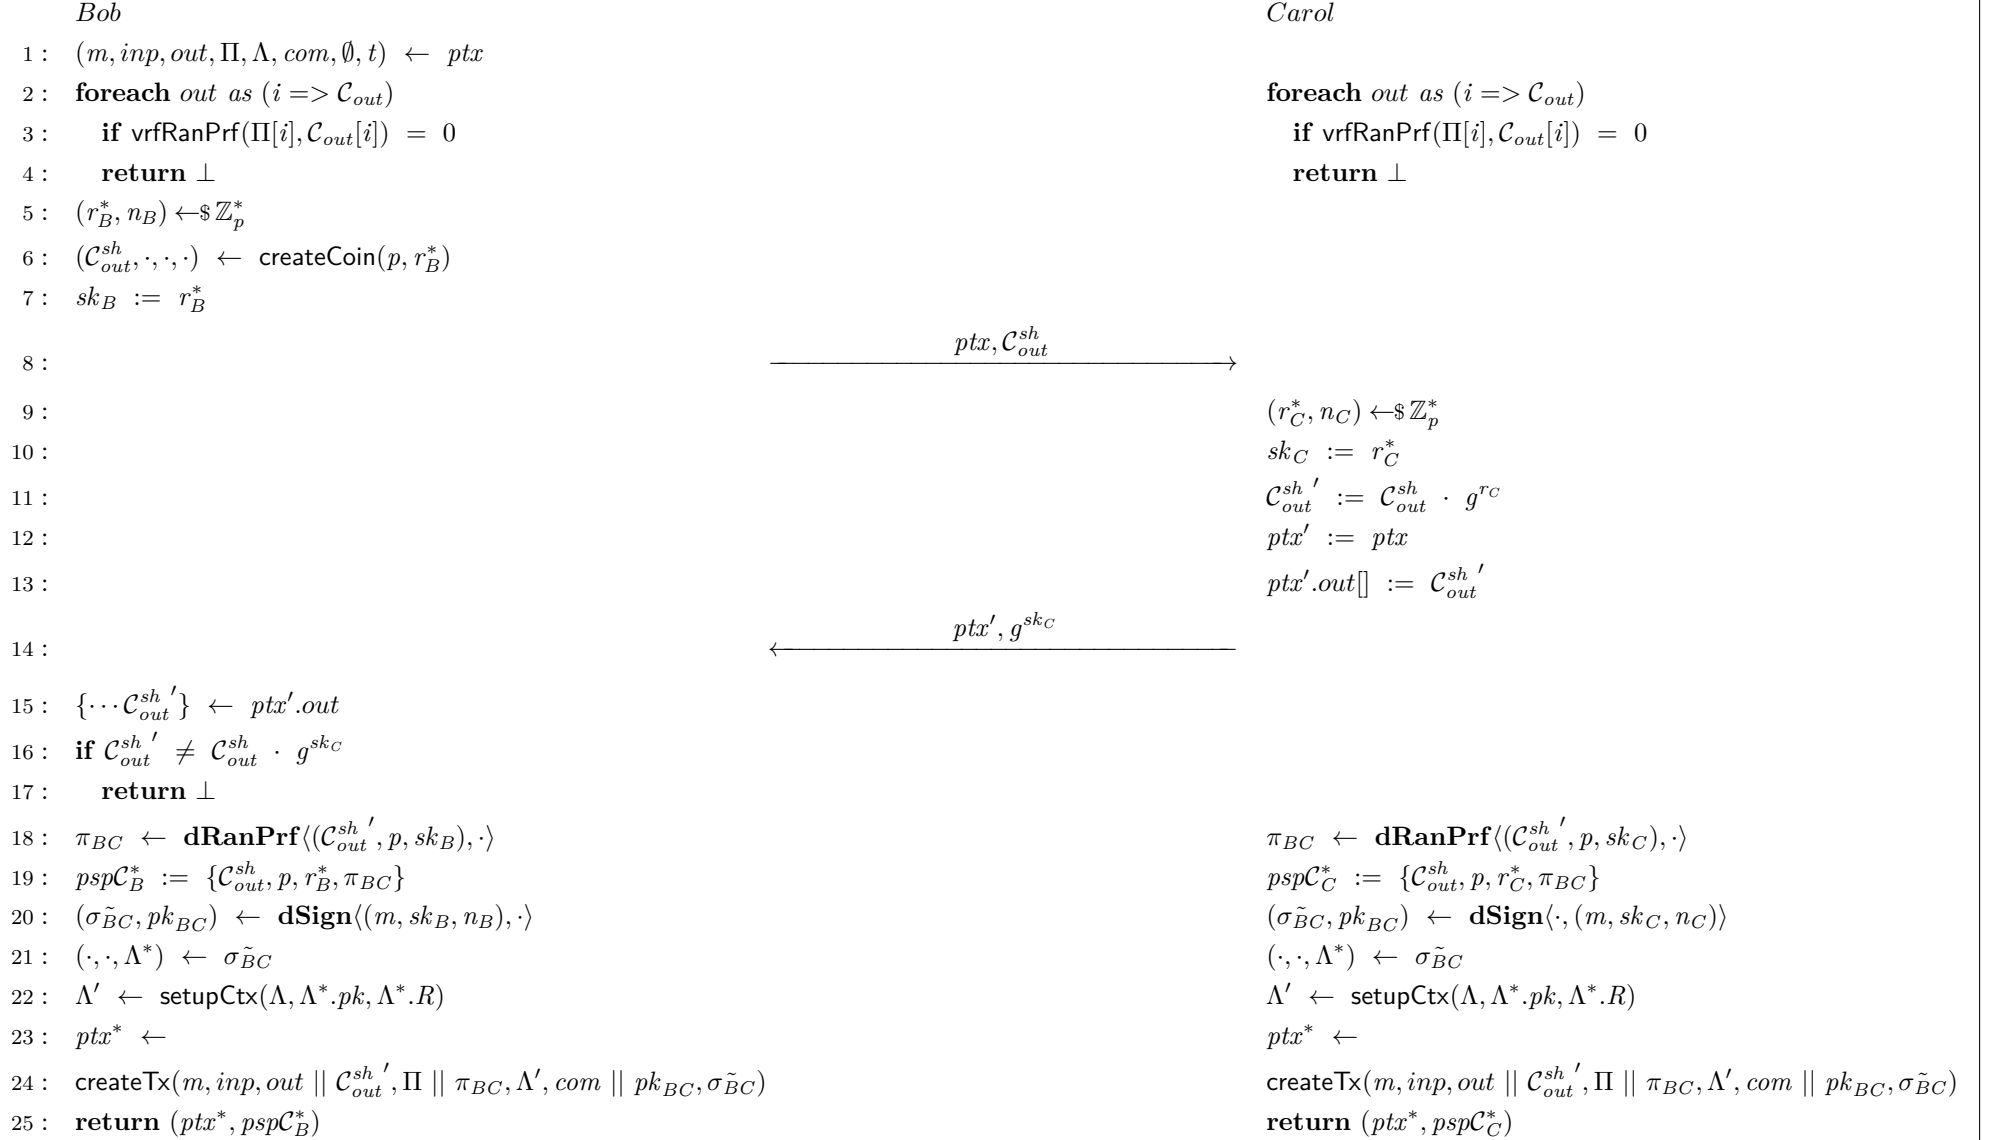 Bob Carol
1 : (m, inp, out, Π, Λ, com, ∅, t) ← ptx
2 : foreach out as (i => 𝒞_out) foreach out as (i => 𝒞_out)
3 : if vrfRanPrf(Π[i], 𝒞_out[i]) = 0 if vrfRanPrf(Π[i], 𝒞_out[i]) = 0
4 : return ⊥ return ⊥
5 : (r*_B, n_B) ←$ ℤ*_p
6 : (𝒞^sh_out, ·, ·, ·) ← createCoin(p, r*_B)
7 : sk_B := r*_B
8 : ptx, 𝒞^sh_out
9 : (r*_C, n_C) ←$ ℤ*_p
10 : sk_C := r*_C
11 : 𝒞^sh_out′ := 𝒞^sh_out · g^{r_C}
12 : ptx′ := ptx
13 : ptx′.out[] := 𝒞^sh_out′
14 : ptx′, g^{sk_C}
15 : {··· 𝒞^sh_out′} ← ptx′.out
16 : if 𝒞^sh_out′ ≠ 𝒞^sh_out · g^{sk_C}
17 : return ⊥
18 : π_BC ← dRanPrf⟨(𝒞^sh_out′, p, sk_B), ·⟩ π_BC ← dRanPrf⟨(𝒞^sh_out′, p, sk_C), ·⟩
19 : psp𝒞*_B := {𝒞^sh_out, p, r*_B, π_BC} psp𝒞*_C := {𝒞^sh_out, p, r*_C, π_BC}
20 : (σ̃_BC, pk_BC) ← dSign⟨(m, sk_B, n_B), ·⟩ (σ̃_BC, pk_BC) ← dSign⟨·, (m, sk_C, n_C)⟩
21 : (·, ·, Λ*) ← σ̃_BC (·, ·, Λ*) ← σ̃_BC
22 : Λ′ ← setupCtx(Λ, Λ*.pk, Λ*.R) Λ′ ← setupCtx(Λ, Λ*.pk, Λ*.R)
23 : ptx* ← ptx* ←
24 : createTx(m, inp, out || 𝒞^sh_out′, Π || π_BC, Λ′, com || pk_BC, σ̃_BC) createTx(m, inp, out || 𝒞^sh_out′, Π || π_BC, Λ′, com || pk_BC, σ̃_BC)
25 : return (ptx*, psp𝒞*_B) return (ptx*, psp𝒞*_C)